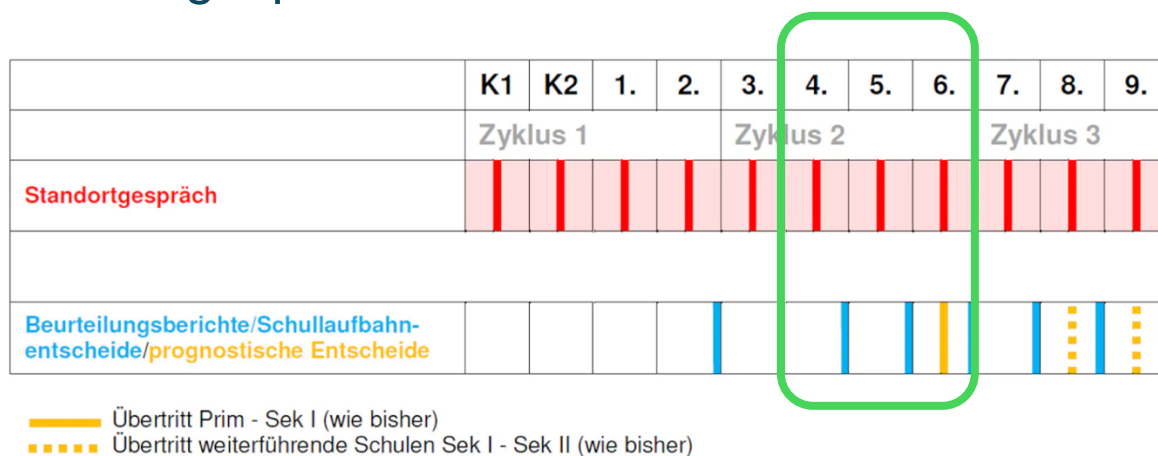 K1 K2 1. 2. 3. 4. 5. 6. 7. 8. 9.
Zyklus 1 Zyklus 2 Zyklus 3
Standortgespräch
Beurteilungsberichte/Schullaufbahn-
entscheide/prognostische Entscheide
Übertritt Prim - Sek I (wie bisher)
Übertritt weiterführende Schulen Sek I - Sek II (wie bisher)